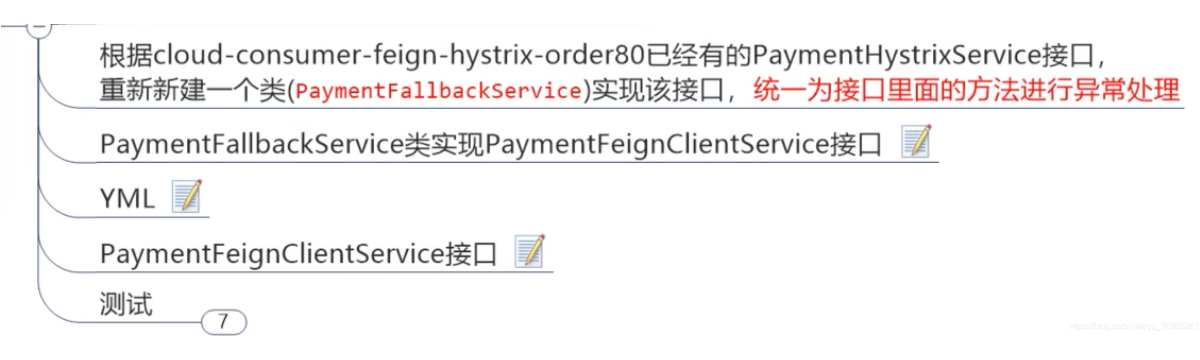 根据cloud-consumer-feign-hystrix-order80已经有的PaymentHystrixService接口，
重新新建一个类(PaymentFallbackService)实现该接口，统一为接口里面的方法进行异常处理
PaymentFallbackService类实现PaymentFeignClientService接口
YML
PaymentFeignClientService接口
测试
7